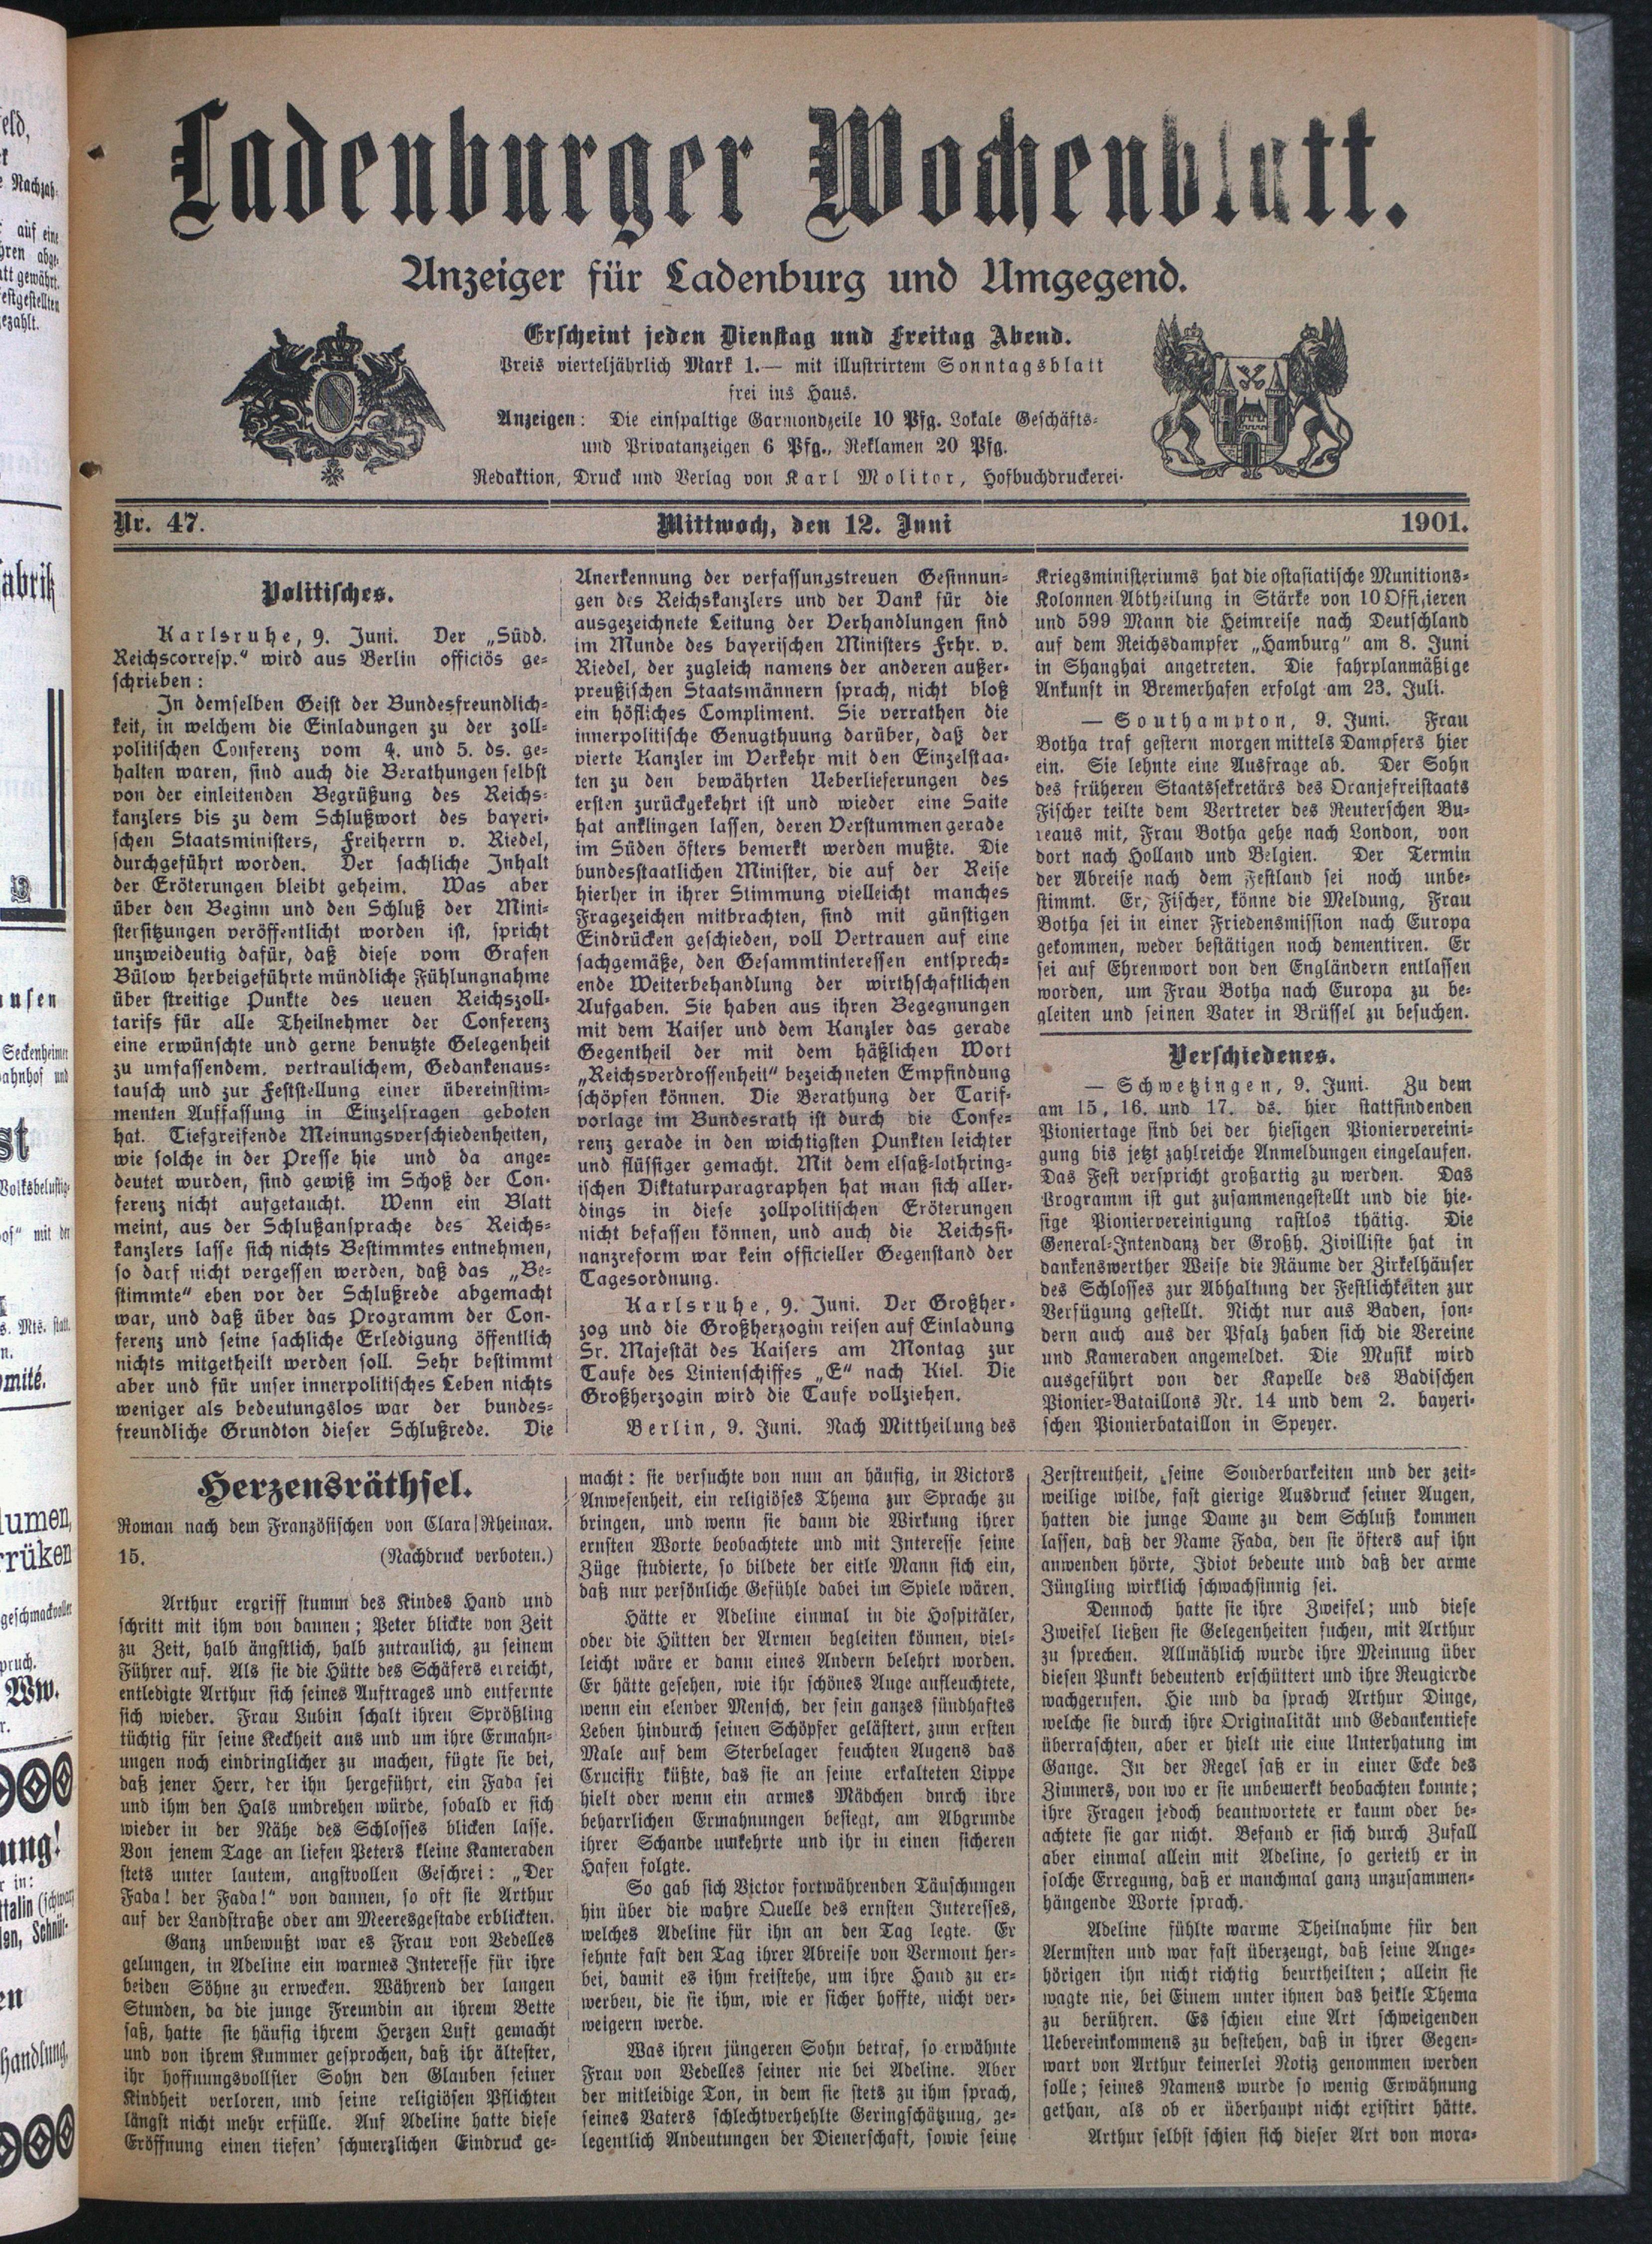 Ladenburger Wochenblatt.
Anzeiger für Ladenburg und Umgegend.
Erscheint jeden Dienstag und Freitag Abend.
Preis vierteljährlich Mark 1.— mit illustrirtem Sonntagsblatt
frei ins Haus.
Anzeigen: Die einspaltige Garmondzeile 10 Pfg. Lokale Geschäfts-
und Privatanzeigen 6 Pfg., Reklamen 20 Pfg.
Redaktion, Druck und Verlag von Karl Molitor, Hofbuchdruckerei.
Nr. 47. Mittwoch, den 12. Juni 1901.
Politisches.
Karlsruhe, 9. Juni. Der „Südd.
Reichscorresp." wird aus Berlin officiös ge-
schrieben:
In demselben Geist der Bundesfreundlich-
keit, in welchem die Einladungen zu der zoll-
politischen Conferenz vom 4. und 5. ds. ge-
halten waren, sind auch die Berathungen selbst
von der einleitenden Begrüßung des Reichs-
kanzlers bis zu dem Schlußwort des bayeri-
schen Staatsministers, Freiherrn v. Riedel,
durchgeführt worden. Der sachliche Inhalt
der Eröterungen bleibt geheim. Was aber
über den Beginn und den Schluß der Mini-
stersitzungen veröffentlicht worden ist, spricht
unzweideutig dafür, daß diese vom Grafen
Bülow herbeigeführte mündliche Fühlungnahme
über streitige Punkte des neuen Reichszoll-
tarifs für alle Theilnehmer der Conferenz
eine erwünschte und gerne benutzte Gelegenheit
zu umfassendem, vertraulichem, Gedankenaus-
tausch und zur Feststellung einer übereinstim-
menten Auffassung in Einzelfragen geboten
hat. Tiefgreifende Meinungsverschiedenheiten,
wie solche in der Presse hie und da ange-
deutet wurden, sind gewiß im Schoß der Con-
ferenz nicht aufgetaucht. Wenn ein Blatt
meint, aus der Schlußansprache des Reichs-
kanzlers lasse sich nichts Bestimmtes entnehmen,
so darf nicht vergessen werden, daß das „Be-
stimmte" eben vor der Schlußrede abgemacht
war, und daß über das Programm der Con-
ferenz und seine sachliche Erledigung öffentlich
nichts mitgetheilt werden soll. Sehr bestimmt
aber und für unser innerpolitisches Leben nichts
weniger als bedeutungslos war der bundes-
freundliche Grundton dieser Schlußrede. Die
Anerkennung der verfassungstreuen Gesinnun-
gen des Reichskanzlers und der Dank für die
ausgezeichnete Leitung der Verhandlungen sind
im Munde des bayerischen Ministers Frhr. v.
Riedel, der zugleich namens der anderen außer-
preußischen Staatsmännern sprach, nicht bloß
ein höfliches Compliment. Sie verrathen die
innerpolitische Genugthuung darüber, daß der
vierte Kanzler im Verkehr mit den Einzelstaa-
ten zu den bewährten Ueberlieferungen des
ersten zurückgekehrt ist und wieder eine Saite
hat anklingen lassen, deren Verstummen gerade
im Süden öfters bemerkt werden mußte. Die
bundesstaatlichen Minister, die auf der Reise
hierher in ihrer Stimmung vielleicht manches
Fragezeichen mitbrachten, sind mit günstigen
Eindrücken geschieden, voll Vertrauen auf eine
sachgemäße, den Gesammtinteressen entsprech-
ende Weiterbehandlung der wirthschaftlichen
Aufgaben. Sie haben aus ihren Begegnungen
mit dem Kaiser und dem Kanzler das gerade
Gegentheil der mit dem häßlichen Wort
„Reichsverdrossenheit" bezeichneten Empfindung
schöpfen können. Die Berathung der Tarif-
vorlage im Bundesrath ist durch die Confe-
renz gerade in den wichtigsten Punkten leichter
und flüssiger gemacht. Mit dem elsaß-lothring-
ischen Diktaturparagraphen hat man sich aller-
dings in diese zollpolitischen Eröterungen
nicht befassen können, und auch die Reichsfi-
nanzreform war kein officieller Gegenstand der
Tagesordnung.
Karlsruhe, 9. Juni. Der Großher-
zog und die Großherzogin reisen auf Einladung
Sr. Majestät des Kaisers am Montag zur
Taufe des Linienschiffes „E" nach Kiel. Die
Großherzogin wird die Taufe vollziehen.
Berlin, 9. Juni. Nach Mittheilung des
Kriegsministeriums hat die ostasiatische Munitions-
Kolonnen-Abtheilung in Stärke von 10 Offizieren
und 599 Mann die Heimreise nach Deutschland
auf dem Reichsdampfer „Hamburg" am 8. Juni
in Shanghai angetreten. Die fahrplanmäßige
Ankunft in Bremerhafen erfolgt am 23. Juli.
— Southampton, 9. Juni. Frau
Botha traf gestern morgen mittels Dampfers hier
ein. Sie lehnte eine Ausfrage ab. Der Sohn
des früheren Staatssekretärs des Oranjefreistaats
Fischer teilte dem Vertreter des Reuterschen Bu-
reaus mit, Frau Botha gehe nach London, von
dort nach Holland und Belgien. Der Termin
der Abreise nach dem Festland sei noch unbe-
stimmt. Er, Fischer, könne die Meldung, Frau
Botha sei in einer Friedensmission nach Europa
gekommen, weder bestätigen noch dementiren. Er
sei auf Ehrenwort von den Engländern entlassen
worden, um Frau Botha nach Europa zu be-
gleiten und seinen Vater in Brüssel zu besuchen.
Verschiedenes.
— Schwetzingen, 9. Juni. Zu dem
am 15, 16. und 17. ds. hier stattfindenden
Pioniertage sind bei der hiesigen Pioniervereini-
gung bis jetzt zahlreiche Anmeldungen eingelaufen.
Das Fest verspricht großartig zu werden. Das
Programm ist gut zusammengestellt und die hie-
sige Pioniervereinigung rastlos thätig. Die
General-Intendanz der Großh. Zivilliste hat in
dankenswerther Weise die Räume der Zirkelhäuser
des Schlosses zur Abhaltung der Festlichkeiten zur
Verfügung gestellt. Nicht nur aus Baden, son-
dern auch aus der Pfalz haben sich die Vereine
und Kameraden angemeldet. Die Musik wird
ausgeführt von der Kapelle des Badischen
Pionier-Bataillons Nr. 14 und dem 2. bayeri-
schen Pionierbataillon in Speyer.
Herzensräthsel.
Roman nach dem Französischen von Clara Rheinau.
15. (Nachdruck verboten.)
Arthur ergriff stumm des Kindes Hand und
schritt mit ihm von dannen; Peter blickte von Zeit
zu Zeit, halb ängstlich, halb zutraulich, zu seinem
Führer auf. Als sie die Hütte des Schäfers erreicht,
entledigte Arthur sich seines Auftrages und entfernte
sich wieder. Frau Lubin schalt ihren Sprößling
tüchtig für seine Keckheit aus und um ihre Ermahn-
ungen noch eindringlicher zu machen, fügte sie bei,
daß jener Herr, der ihn hergeführt, ein Fada sei
und ihm den Hals umdrehen würde, sobald er sich
wieder in der Nähe des Schlosses blicken lasse.
Von jenem Tage an liefen Peters kleine Kameraden
stets unter lautem, angstvollen Geschrei: „Der
Fada! der Fada!" von dannen, so oft sie Arthur
auf der Landstraße oder am Meeresgestade erblickten.
Ganz unbewußt war es Frau von Vedelles
gelungen, in Adeline ein warmes Interesse für ihre
beiden Söhne zu erwecken. Während der langen
Stunden, da die junge Freundin an ihrem Bette
saß, hatte sie häufig ihrem Herzen Luft gemacht
und von ihrem Kummer gesprochen, daß ihr ältester,
ihr hoffnungsvollster Sohn den Glauben seiner
Kindheit verloren, und seine religiösen Pflichten
längst nicht mehr erfülle. Auf Adeline hatte diese
Eröffnung einen tiefen' schmerzlichen Eindruck ge-
macht: sie versuchte von nun an häufig, in Victors
Anwesenheit, ein religiöses Thema zur Sprache zu
bringen, und wenn sie dann die Wirkung ihrer
ernsten Worte beobachtete und mit Interesse seine
Züge studierte, so bildete der eitle Mann sich ein,
daß nur persönliche Gefühle dabei im Spiele wären.
Hätte er Adeline einmal in die Hospitäler,
oder die Hütten der Armen begleiten können, viel-
leicht wäre er dann eines Andern belehrt worden.
Er hätte gesehen, wie ihr schönes Auge aufleuchtete,
wenn ein elender Mensch, der sein ganzes sündhaftes
Leben hindurch seinen Schöpfer gelästert, zum ersten
Male auf dem Sterbelager feuchten Augens das
Crucifix küßte, das sie an seine erkalteten Lippe
hielt oder wenn ein armes Mädchen durch ihre
beharrlichen Ermahnungen besiegt, am Abgrunde
ihrer Schande umkehrte und ihr in einen sicheren
Hafen folgte.
So gab sich Victor fortwährenden Täuschungen
hin über die wahre Quelle des ernsten Interesses,
welches Adeline für ihn an den Tag legte. Er
sehnte fast den Tag ihrer Abreise von Vermont her-
bei, damit es ihm freistehe, um ihre Hand zu er-
werben, die sie ihm, wie er sicher hoffte, nicht ver-
weigern werde.
Was ihren jüngeren Sohn betraf, so erwähnte
Frau von Vedelles seiner nie bei Adeline. Aber
der mitleidige Ton, in dem sie stets zu ihm sprach,
seines Vaters schlechtverhehlte Geringschätzung, ge-
legentlich Andeutungen der Dienerschaft, sowie seine
Zerstreutheit, seine Sonderbarkeiten und der zeit-
weilige wilde, fast gierige Ausdruck seiner Augen,
hatten die junge Dame zu dem Schluß kommen
lassen, daß der Name Fada, den sie öfters auf ihn
anwenden hörte, Idiot bedeute und daß der arme
Jüngling wirklich schwachsinnig sei.
Dennoch hatte sie ihre Zweifel; und diese
Zweifel ließen sie Gelegenheiten suchen, mit Arthur
zu sprechen. Allmählich wurde ihre Meinung über
diesen Punkt bedeutend erschüttert und ihre Neugierde
wachgerufen. Hie und da sprach Arthur Dinge,
welche sie durch ihre Originalität und Gedankentiefe
überraschten, aber er hielt nie eine Unterhatung im
Gange. In der Regel saß er in einer Ecke des
Zimmers, von wo er sie unbemerkt beobachten konnte;
ihre Fragen jedoch beantwortete er kaum oder be-
achtete sie gar nicht. Befand er sich durch Zufall
aber einmal allein mit Adeline, so gerieth er in
solche Erregung, daß er manchmal ganz unzusammen-
hängende Worte sprach.
Adeline fühlte warme Theilnahme für den
Aermsten und war fast überzeugt, daß seine Ange-
hörigen ihn nicht richtig beurtheilten; allein sie
wagte nie, bei Einem unter ihnen das heikle Thema
zu berühren. Es schien eine Art schweigenden
Uebereinkommens zu bestehen, daß in ihrer Gegen-
wart von Arthur keinerlei Notiz genommen werden
solle; seines Namens wurde so wenig Erwähnung
gethan, als ob er überhaupt nicht existirt hätte.
Arthur selbst schien sich dieser Art von mora-